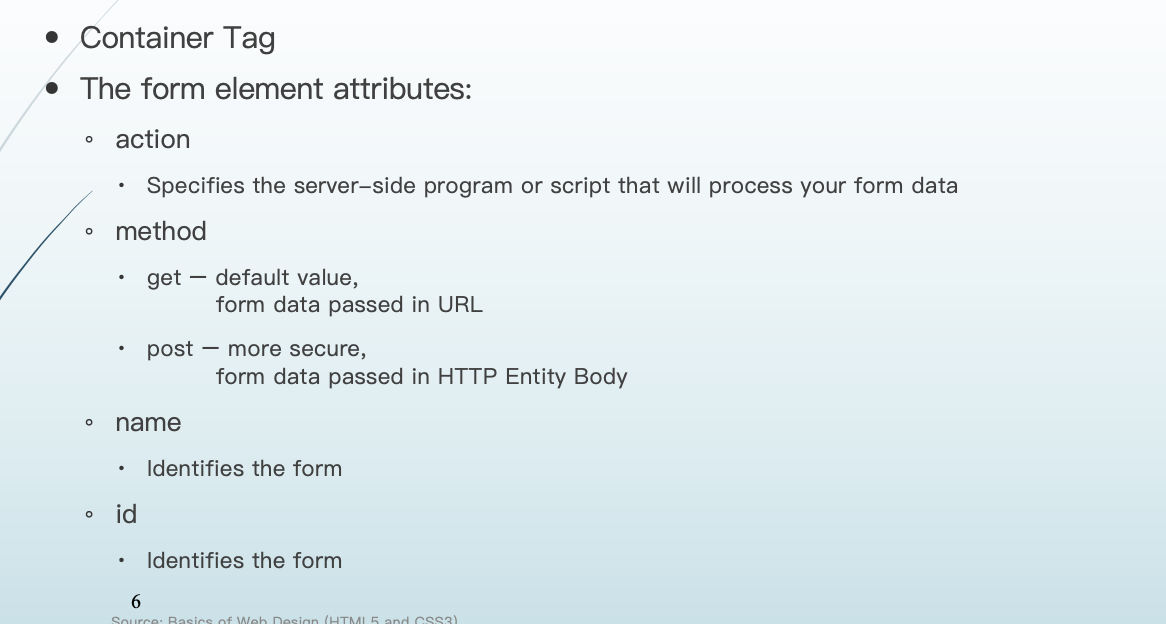 • Container Tag
• The form element attributes:
◦ action
• Specifies the server–side program or script that will process your form data
◦ method
• get — default value,
form data passed in URL
• post — more secure,
form data passed in HTTP Entity Body
◦ name
• Identifies the form
◦ id
• Identifies the form
6
Source: Basics of Web Design (HTML5 and CSS3)